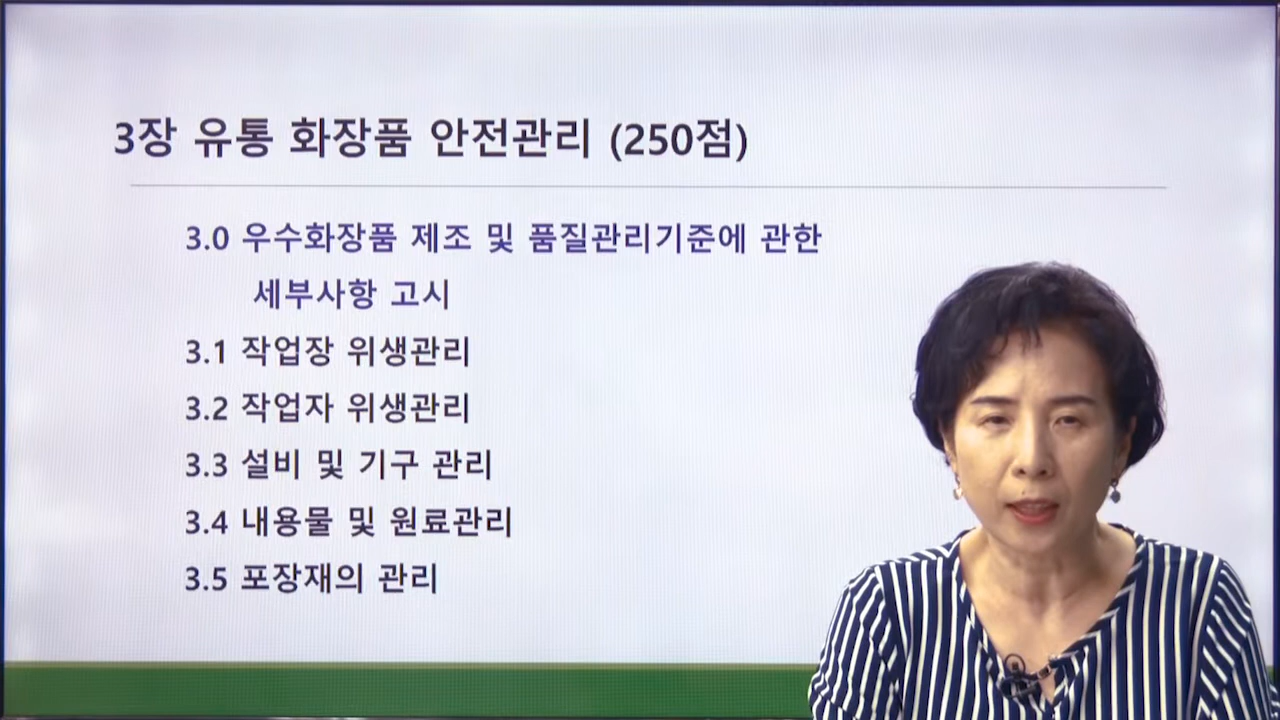 3장 유통 화장품 안전관리 (250점)
3.0 우수화장품 제조 및 품질관리기준에 관한
세부사항 고시
3.1 작업장 위생관리
3.2 작업자 위생관리
3.3 설비 및 기구 관리
3.4 내용물 및 원료관리
3.5 포장재의 관리